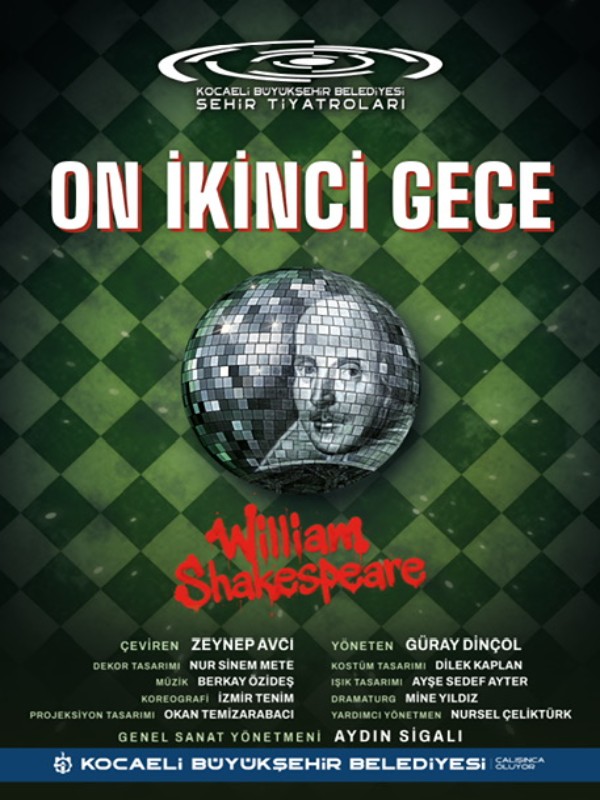 KOCAELİ BÜYÜKŞEHİR BELEDİYESİ
ŞEHİR TİYATROLARI
ON İKİNCİ GECE
William
Shakespeare
ÇEVİREN ZEYNEP AVCI
YÖNETEN GÜRAY DİNÇOL
DEKOR TASARIMI NUR SİNEM METE
KOSTÜM TASARIMI DİLEK KAPLAN
MÜZİK BERKAY ÖZİDEŞ
IŞIK TASARIMI AYŞE SEDEF AYTER
KOREOGRAFİ İZMİR TENİM
DRAMATURG MİNE YILDIZ
PROJEKSİYON TASARIMI OKAN TEMİZARABACI
YARDIMCI YÖNETMEN NURSEL ÇELİKTÜRK
GENEL SANAT YÖNETMENİ AYDIN SİGALI
KOCAELİ BÜYÜKŞEHİR BELEDİYESİ
ÇALIŞINCA
OLUYOR